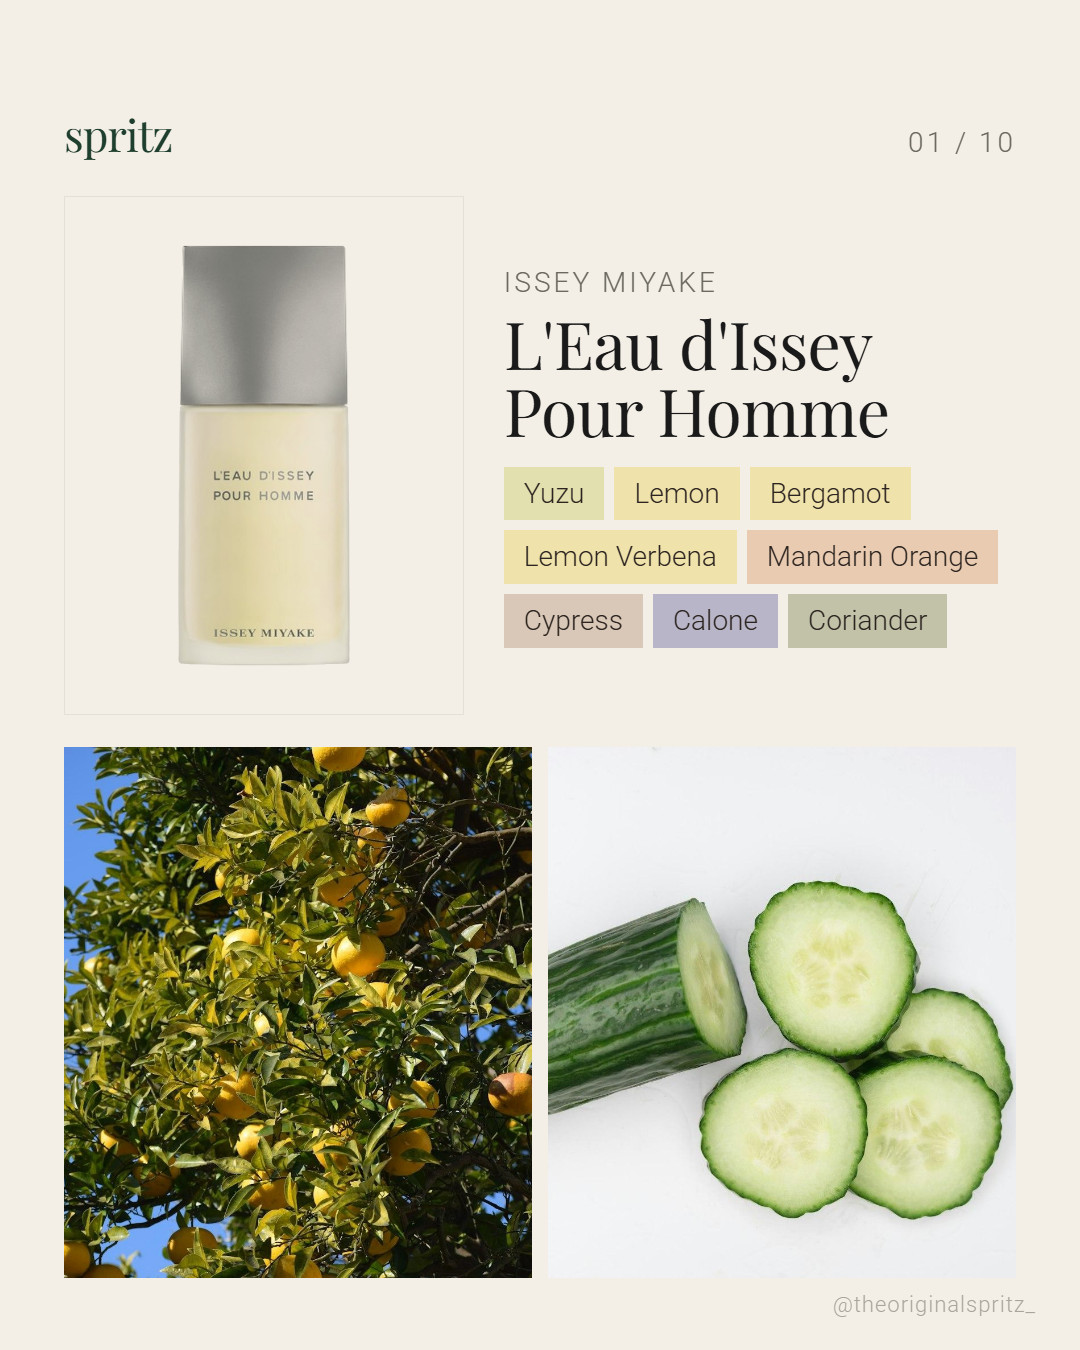 spritz
01 / 10
L'EAU D'ISSEY
POUR HOMME
ISSEY MIYAKE
ISSEY MIYAKE
L'Eau d'Issey
Pour Homme
Yuzu Lemon Bergamot
Lemon Verbena Mandarin Orange
Cypress Calone Coriander
@theoriginalspritz_